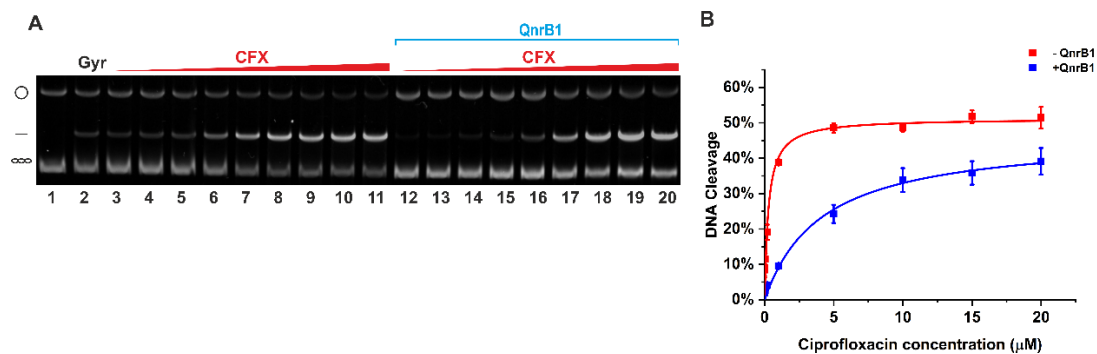 A
QnrB1
Gyr
CFX
CFX
1 2 3 4 5 6 7 8 9 10 11 12 13 14 15 16 17 18 19 20
B
- QnrB1
+QnrB1
60%
50%
40%
30%
20%
10%
0%
DNA Cleavage
0 5 10 15 20
Ciprofloxacin concentration (μM)